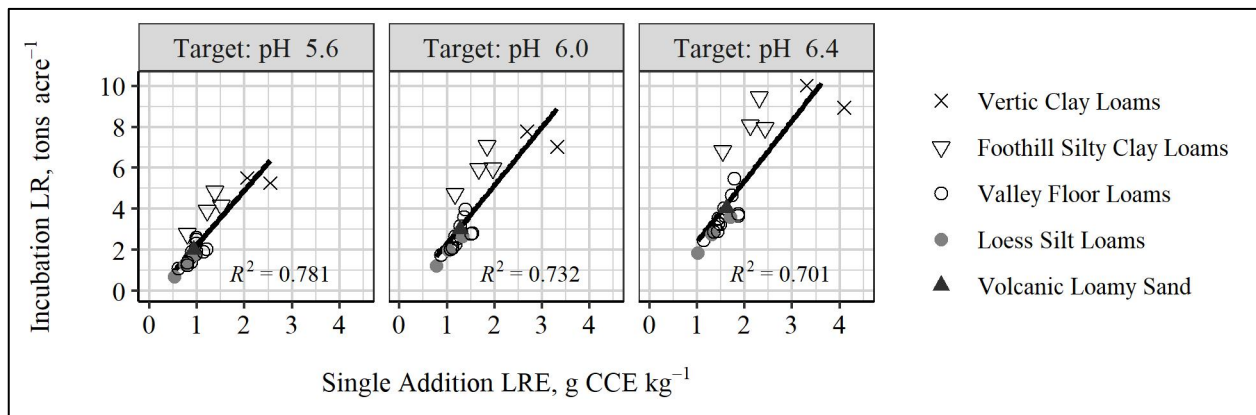 Target: pH 5.6
Target: pH 6.0
Target: pH 6.4
Incubation LR, tons acre⁻¹
10
8
6
4
2
0
R² = 0.781
R² = 0.732
R² = 0.701
0 1 2 3 4
0 1 2 3 4
0 1 2 3 4
Single Addition LRE, g CCE kg⁻¹
Vertic Clay Loams
Foothill Silty Clay Loams
Valley Floor Loams
Loess Silt Loams
Volcanic Loamy Sand